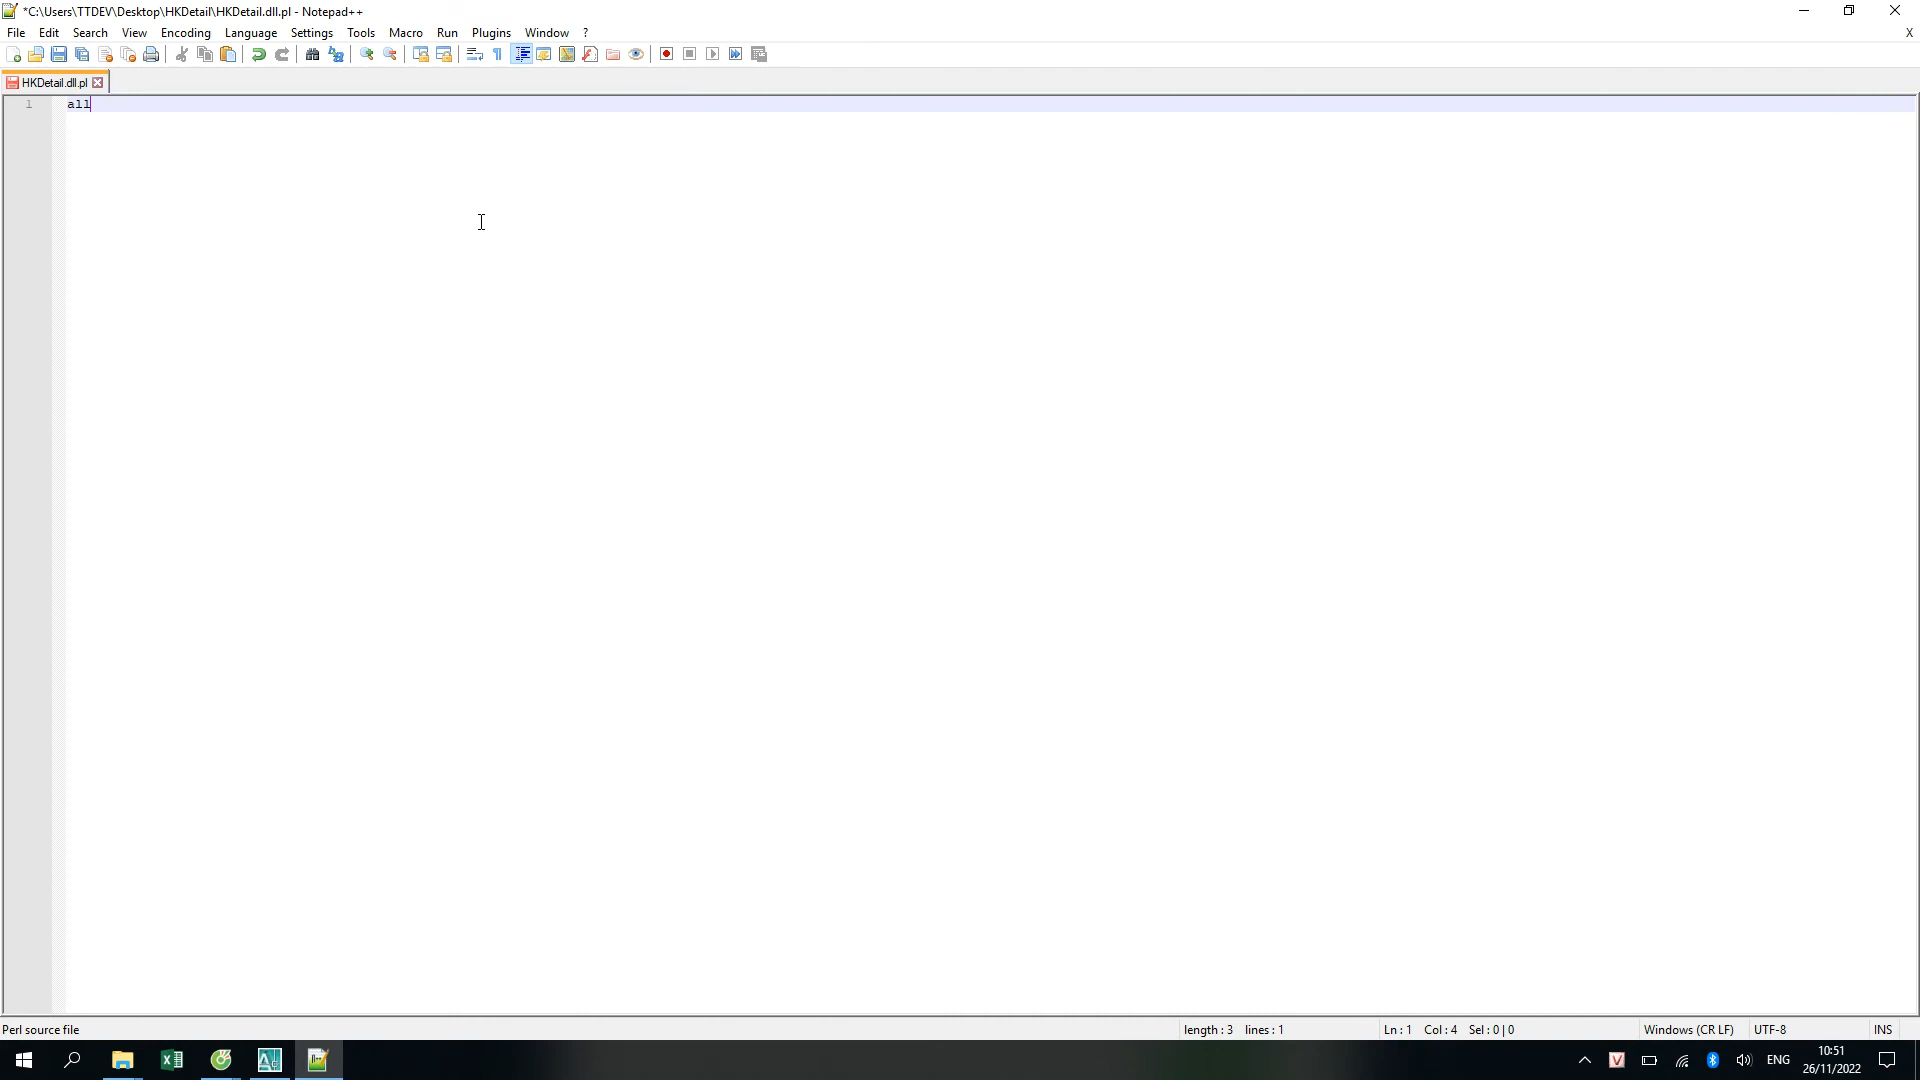 *C:\Users\TTDEV\Desktop\HKDetail\HKDetail.dll.pl - Notepad++
File Edit Search View Encoding Language Settings Tools Macro Run Plugins Window ? X
HKDetail.dll.pl
1 all
Perl source file length : 3 lines : 1 Ln : 1 Col : 4 Sel : 0 | 0 Windows (CR LF) UTF-8 INS
ENG 10:51
26/11/2022